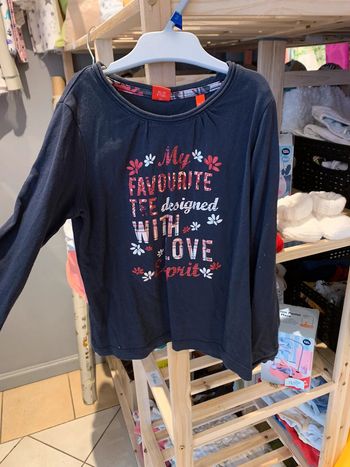 My
FAVOURITE
TEE designed
WITH
LOVE
Esprit